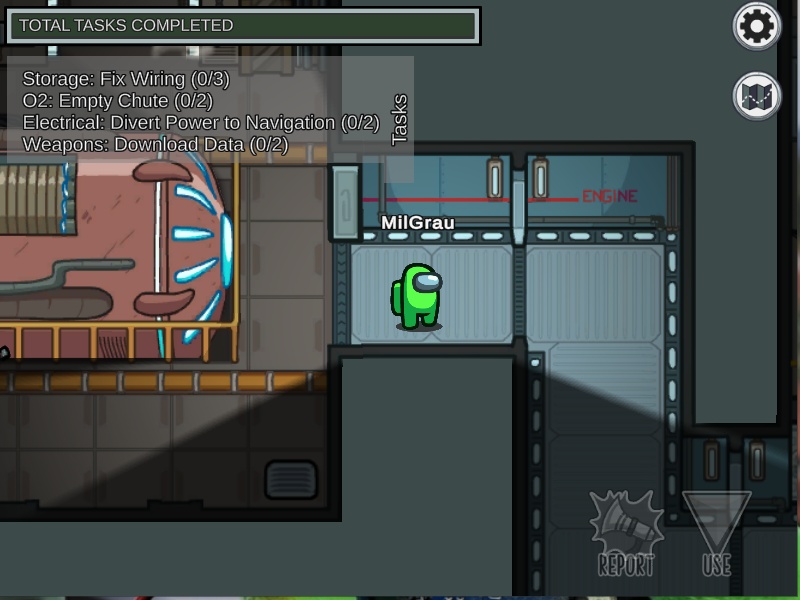 TOTAL TASKS COMPLETED
Storage: Fix Wiring (0/3)
O2: Empty Chute (0/2)
Electrical: Divert Power to Navigation (0/2)
Weapons: Download Data (0/2)
Tasks
ENGINE
MilGrau
REPORT
USE